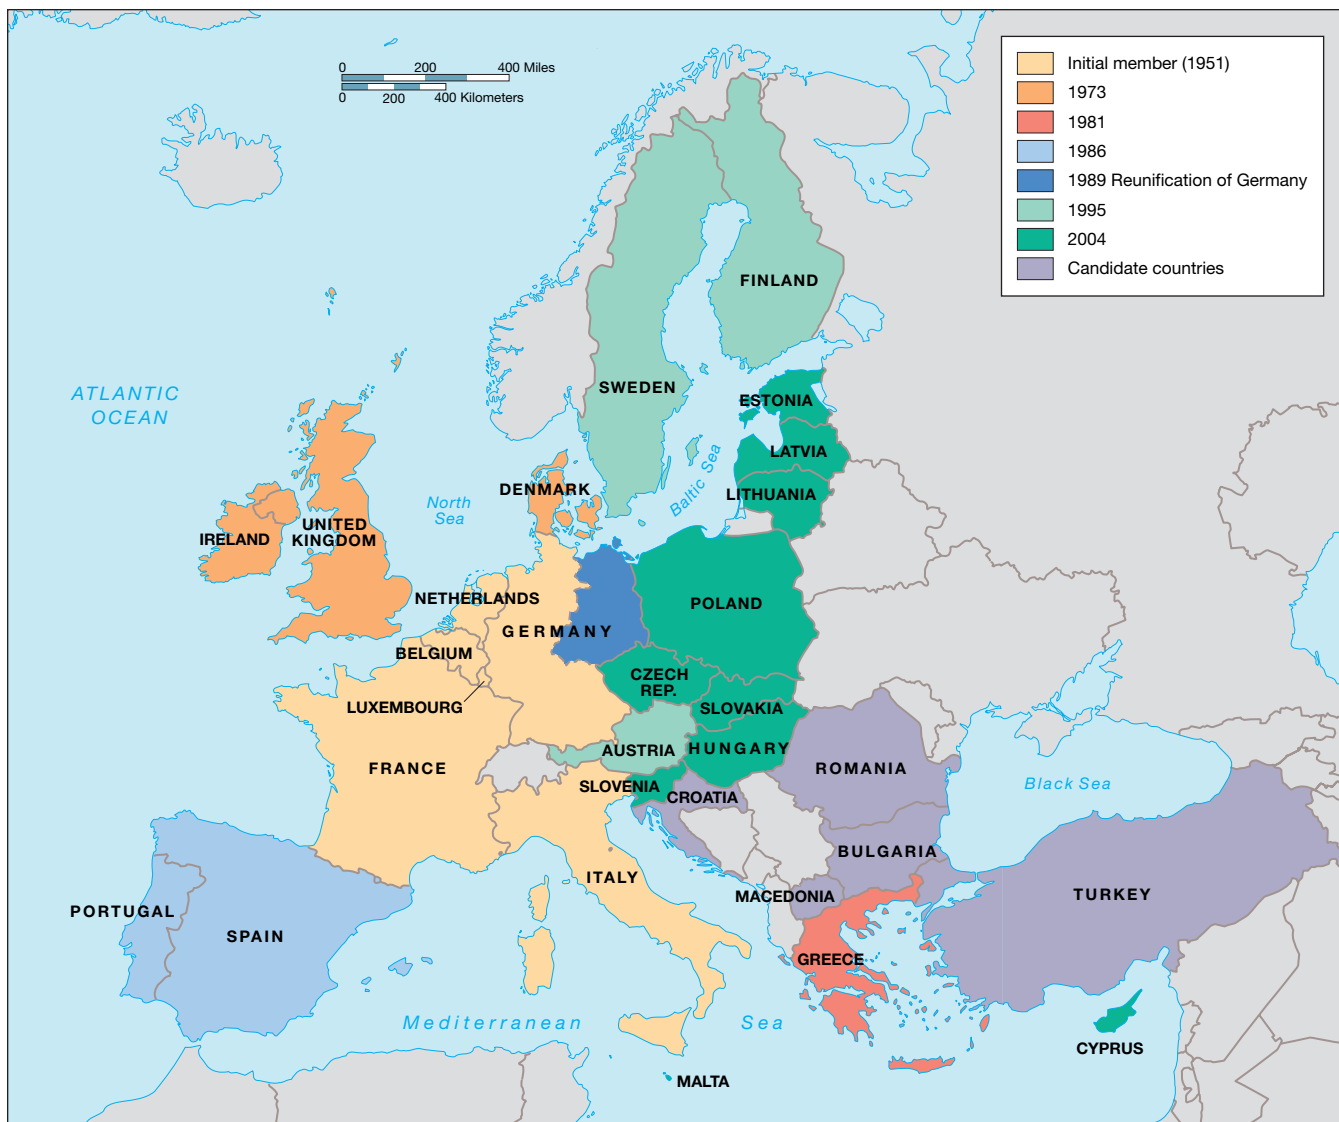 0 200 400 Miles
0 200 400 Kilometers
Initial member (1951)
1973
1981
1986
1989 Reunification of Germany
1995
2004
Candidate countries
FINLAND
ATLANTIC
OCEAN
SWEDEN
ESTONIA
LATVIA
Baltic Sea
LITHUANIA
DENMARK
North
Sea
IRELAND
UNITED
KINGDOM
NETHERLANDS
POLAND
GERMANY
BELGIUM
CZECH
REP.
LUXEMBOURG
SLOVAKIA
AUSTRIA
HUNGARY
FRANCE
ROMANIA
SLOVENIA
CROATIA
Black Sea
BULGARIA
ITALY
MACEDONIA
TURKEY
PORTUGAL
SPAIN
GREECE
Mediterranean Sea
CYPRUS
MALTA